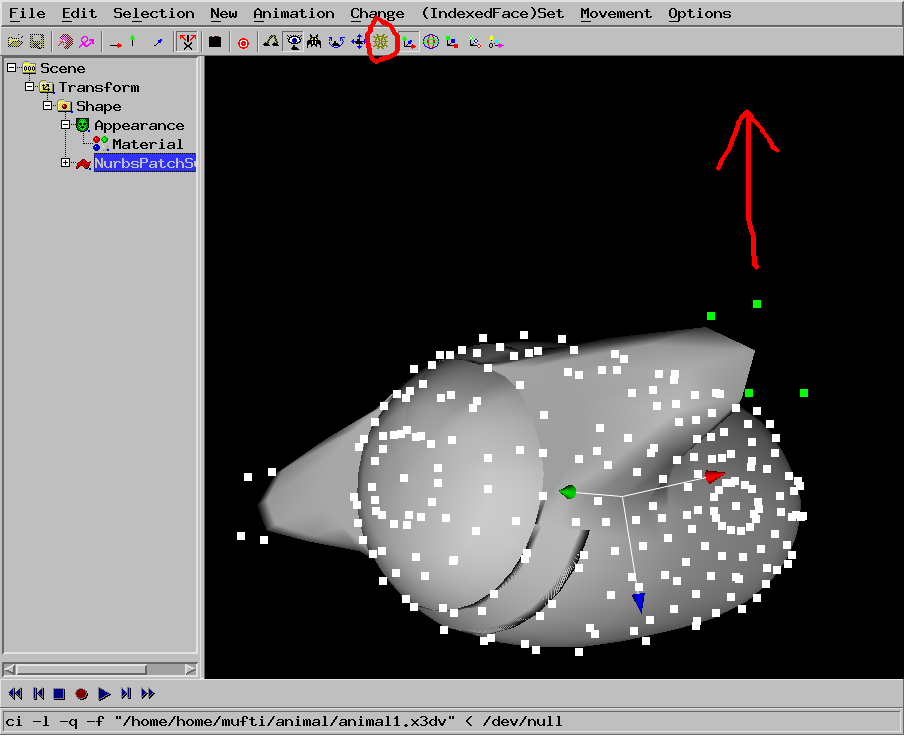 File Edit Selection New Animation Change (IndexedFace)Set Movement Options
Scene
Transform
Shape
Appearance
Material
NurbsPatchS
ci -l -q -f "/home/home/mufti/animal/animal1.x3dv" < /dev/null